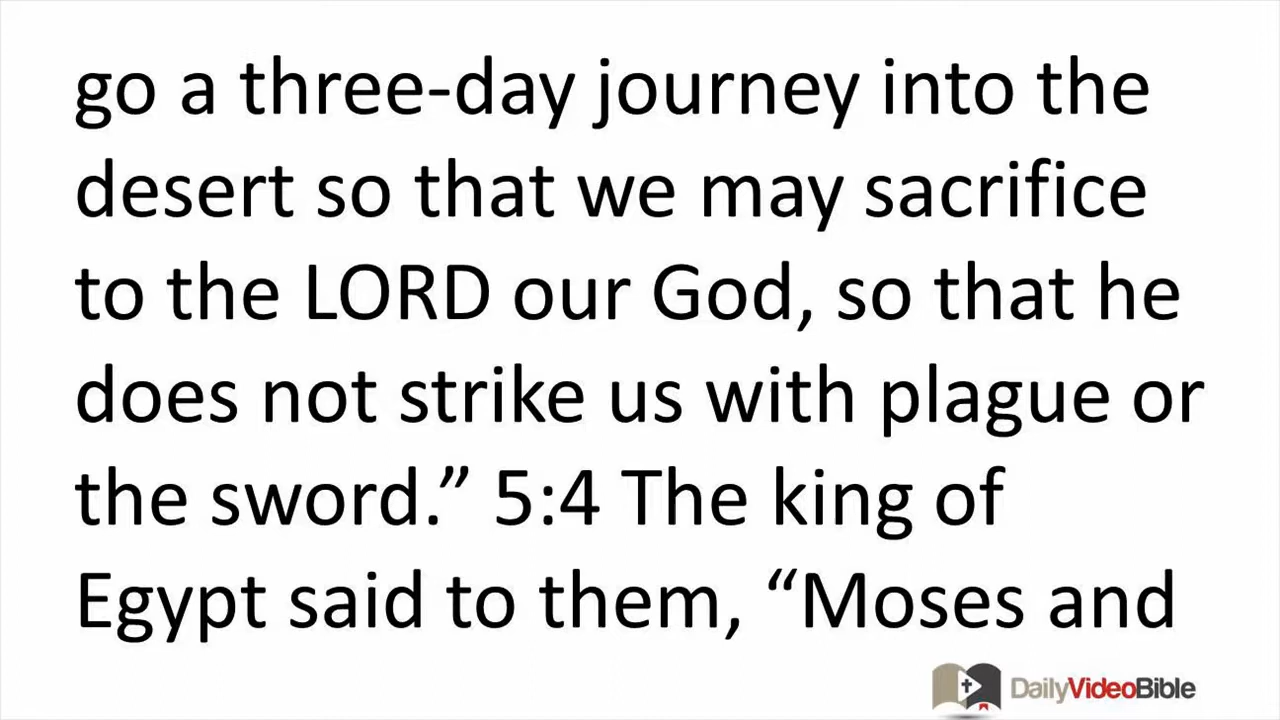 go a three-day journey into the
desert so that we may sacrifice
to the LORD our God, so that he
does not strike us with plague or
the sword.” 5:4 The king of
Egypt said to them, “Moses and
DailyVideoBible